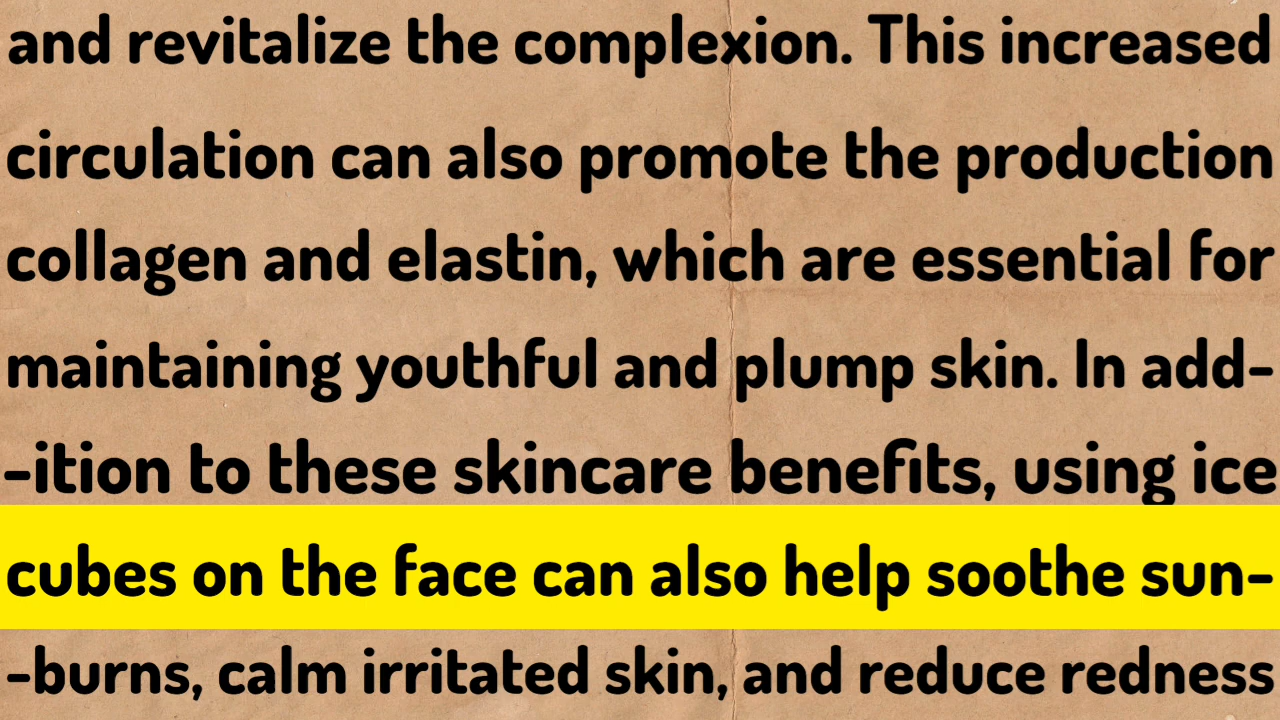 and revitalize the complexion. This increased
circulation can also promote the production
collagen and elastin, which are essential for
maintaining youthful and plump skin. In add-
-ition to these skincare benefits, using ice
cubes on the face can also help soothe sun-
-burns, calm irritated skin, and reduce redness